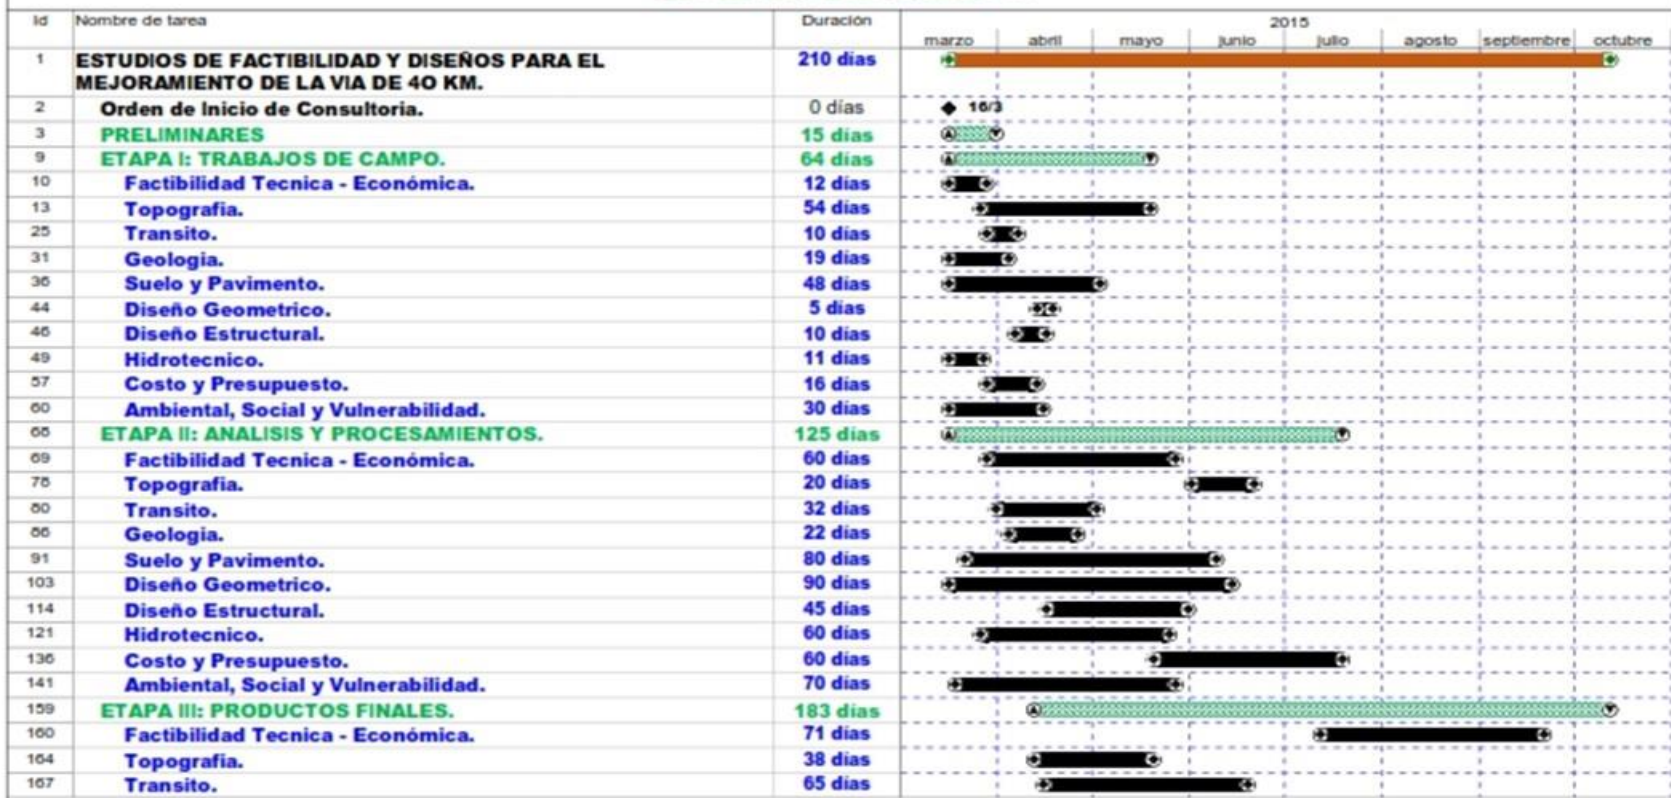 Id Nombre de tarea Duración 2015
marzo abril mayo junio julio agosto septiembre octubre
1 ESTUDIOS DE FACTIBILIDAD Y DISEÑOS PARA EL 210 días
MEJORAMIENTO DE LA VIA DE 4O KM.
2 Orden de Inicio de Consultoria. 0 días 16/3
3 PRELIMINARES 15 días
9 ETAPA I: TRABAJOS DE CAMPO. 64 días
10 Factibilidad Tecnica - Económica. 12 días
13 Topografia. 54 días
25 Transito. 10 días
31 Geologia. 19 días
36 Suelo y Pavimento. 48 días
44 Diseño Geometrico. 5 días
46 Diseño Estructural. 10 días
49 Hidrotecnico. 11 días
57 Costo y Presupuesto. 16 días
60 Ambiental, Social y Vulnerabilidad. 30 días
68 ETAPA II: ANALISIS Y PROCESAMIENTOS. 125 días
69 Factibilidad Tecnica - Económica. 60 días
78 Topografia. 20 días
80 Transito. 32 días
86 Geologia. 22 días
91 Suelo y Pavimento. 80 días
103 Diseño Geometrico. 90 días
114 Diseño Estructural. 45 días
121 Hidrotecnico. 60 días
136 Costo y Presupuesto. 60 días
141 Ambiental, Social y Vulnerabilidad. 70 días
159 ETAPA III: PRODUCTOS FINALES. 183 días
160 Factibilidad Tecnica - Económica. 71 días
164 Topografia. 38 días
167 Transito. 65 días